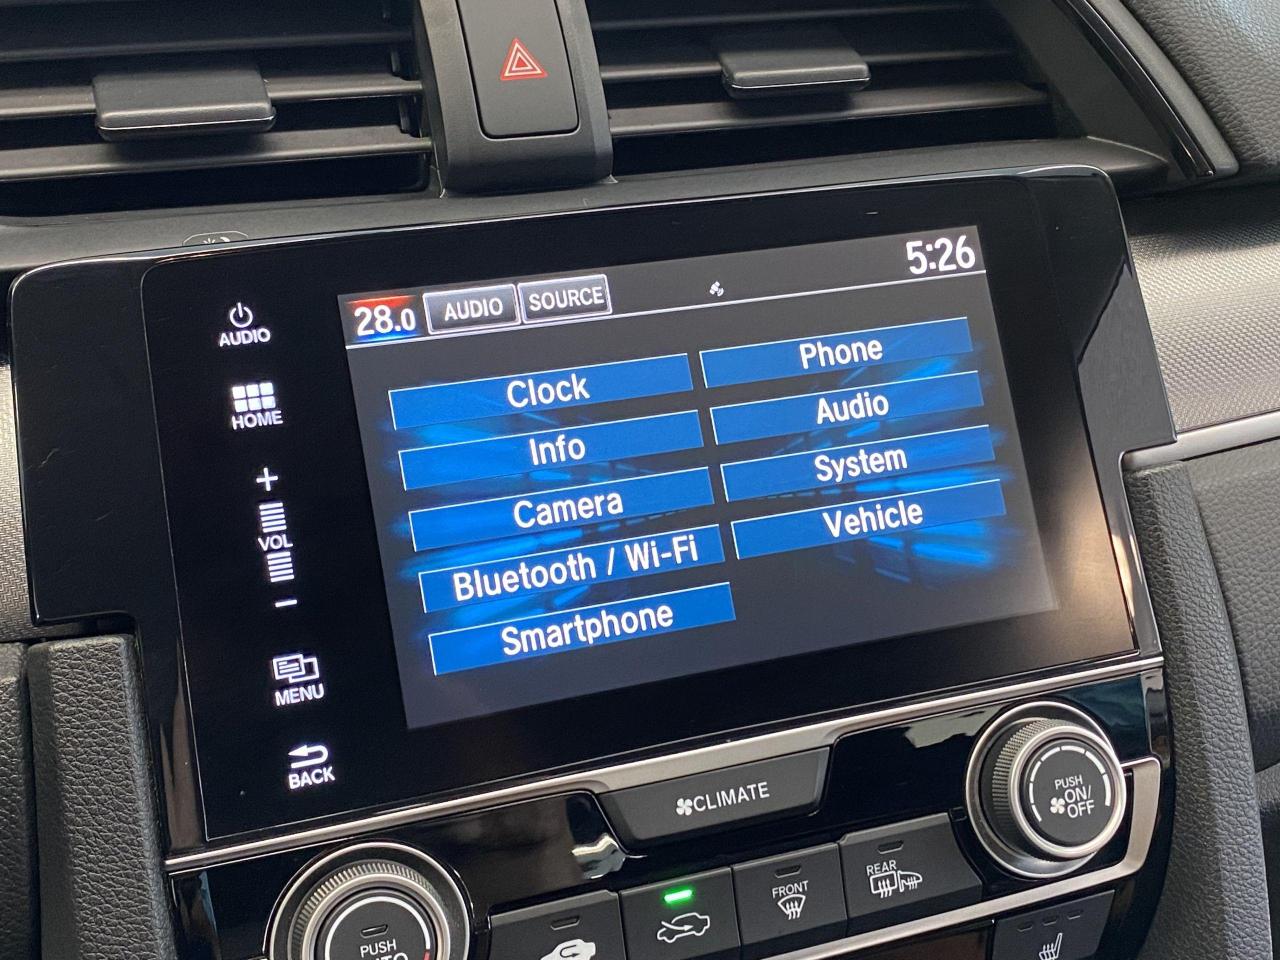 5:26
28.0 AUDIO SOURCE
AUDIO
HOME
+
VOL
–
MENU
BACK
Clock
Phone
Info
Audio
Camera
System
Bluetooth / Wi-Fi
Vehicle
Smartphone
CLIMATE
PUSH
ON/
OFF
REAR
FRONT
PUSH